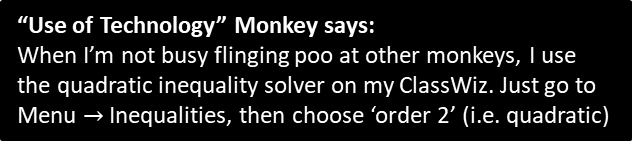 “Use of Technology” Monkey says:
When I’m not busy flinging poo at other monkeys, I use
the quadratic inequality solver on my ClassWiz. Just go to
Menu → Inequalities, then choose ‘order 2’ (i.e. quadratic)